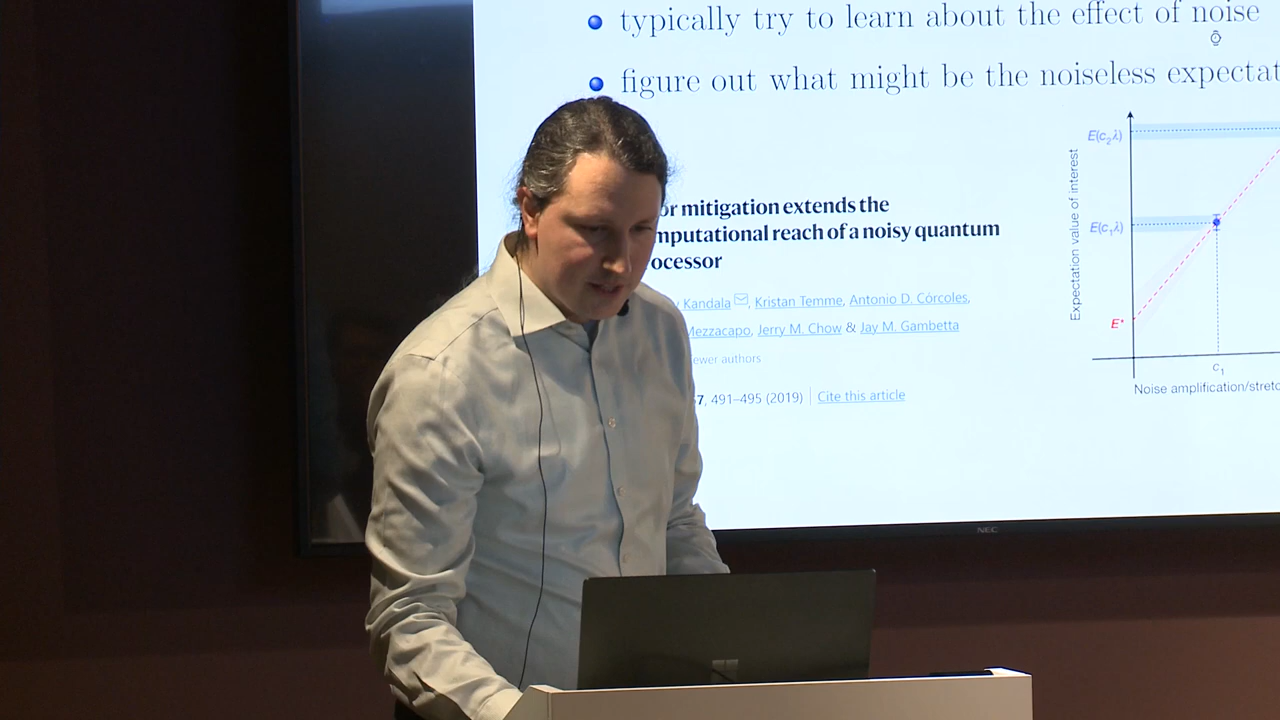 typically try to learn about the effect of noise
figure out what might be the noiseless expectat
or mitigation extends the
mputational reach of a noisy quantum
ocessor
y Kandala, Kristan Temme, Antonio D. Córcoles,
Mezzacapo, Jerry M. Chow & Jay M. Gambetta
ewer authors
7, 491–495 (2019) | Cite this article
E(c₂λ)
E(c₁λ)
E*
Expectation value of interest
c₁
Noise amplification/stretc
NEC